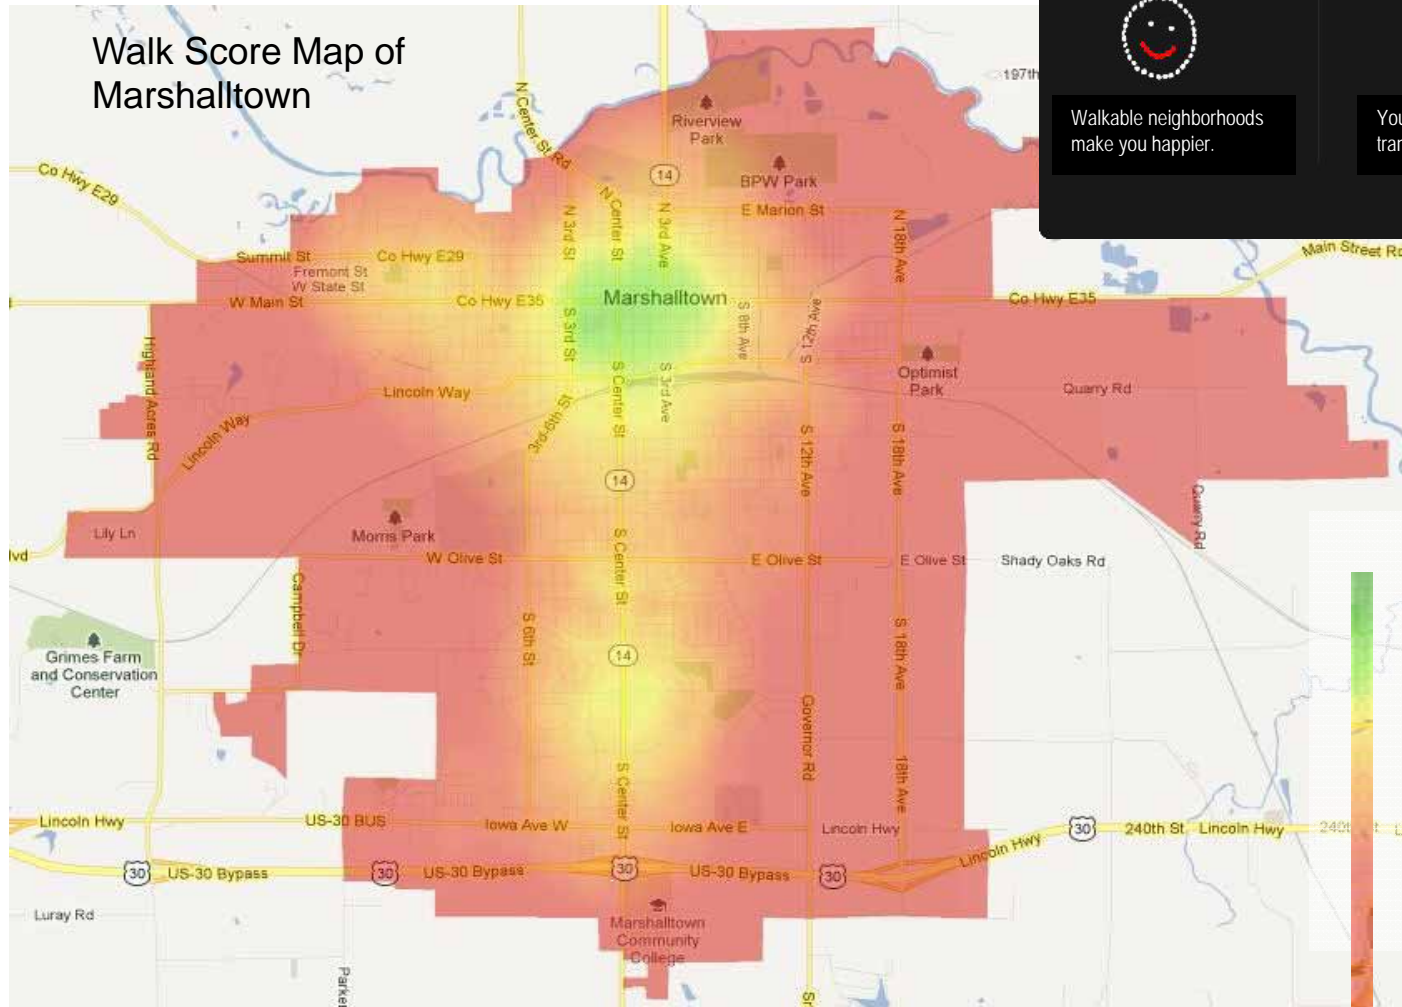 Walk Score Map of
Marshalltown
Walkable neighborhoods
make you happier.
You
tran
197th
N Center St Rd
Riverview
Park
14
BPW Park
Co Hwy E29
N 3rd St
N Center St
N 3rd Ave
E Marion St
N 18th Ave
Main Street Rd
Summit St
Co Hwy E29
Fremont St
W State St
W Main St
Co Hwy E35
Marshalltown
Co Hwy E35
S 3rd St
S 8th Ave
S 12th Ave
Highland Acres Rd
S Center St
S 3rd Ave
Optimist
Park
Quarry Rd
Lincoln Way
Lincoln Way
3rd-6th St
S 12th Ave
S 18th Ave
14
Quarry Rd
Lily Ln
Morris Park
lvd
W Olive St
S Center St
E Olive St
E Olive St
Shady Oaks Rd
Campbell Dr
S 6th St
S 18th Ave
Grimes Farm
and Conservation
Center
14
Governor Rd
18th Ave
S Center St
Lincoln Hwy
US-30 BUS
Iowa Ave W
Iowa Ave E
Lincoln Hwy
30
240th St
Lincoln Hwy
Lincoln Hwy
30
US-30 Bypass
30
US-30 Bypass
30
US-30 Bypass
30
Luray Rd
Marshalltown
Community
College
Parker
Sr